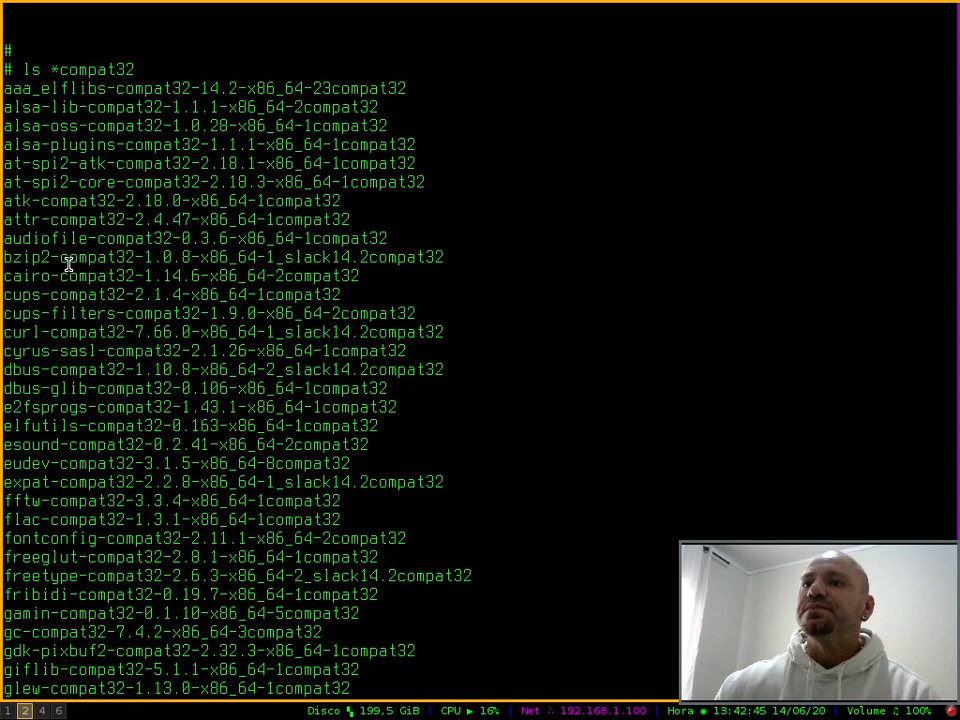 #
# ls *compat32
aaa_elflibs-compat32-14.2-x86_64-23compat32
alsa-lib-compat32-1.1.1-x86_64-2compat32
alsa-oss-compat32-1.0.28-x86_64-1compat32
alsa-plugins-compat32-1.1.1-x86_64-1compat32
at-spi2-atk-compat32-2.18.1-x86_64-1compat32
at-spi2-core-compat32-2.18.3-x86_64-1compat32
atk-compat32-2.18.0-x86_64-1compat32
attr-compat32-2.4.47-x86_64-1compat32
audiofile-compat32-0.3.6-x86_64-1compat32
bzip2-compat32-1.0.8-x86_64-1_slack14.2compat32
cairo-compat32-1.14.6-x86_64-2compat32
cups-compat32-2.1.4-x86_64-1compat32
cups-filters-compat32-1.9.0-x86_64-2compat32
curl-compat32-7.66.0-x86_64-1_slack14.2compat32
cyrus-sasl-compat32-2.1.26-x86_64-1compat32
dbus-compat32-1.10.8-x86_64-2_slack14.2compat32
dbus-glib-compat32-0.106-x86_64-1compat32
e2fsprogs-compat32-1.43.1-x86_64-1compat32
elfutils-compat32-0.163-x86_64-1compat32
esound-compat32-0.2.41-x86_64-2compat32
eudev-compat32-3.1.5-x86_64-8compat32
expat-compat32-2.2.8-x86_64-1_slack14.2compat32
fftw-compat32-3.3.4-x86_64-1compat32
flac-compat32-1.3.1-x86_64-1compat32
fontconfig-compat32-2.11.1-x86_64-2compat32
freeglut-compat32-2.8.1-x86_64-1compat32
freetype-compat32-2.6.3-x86_64-2_slack14.2compat32
fribidi-compat32-0.19.7-x86_64-1compat32
gamin-compat32-0.1.10-x86_64-5compat32
gc-compat32-7.4.2-x86_64-3compat32
gdk-pixbuf2-compat32-2.32.3-x86_64-1compat32
giflib-compat32-5.1.1-x86_64-1compat32
glew-compat32-1.13.0-x86_64-1compat32
1 2 4 6 Disco 199,5 GiB | CPU ▶ 16% | Net 192.168.1.100 | Hora ◉ 13:42:45 14/06/20 | Volume ♫ 100%